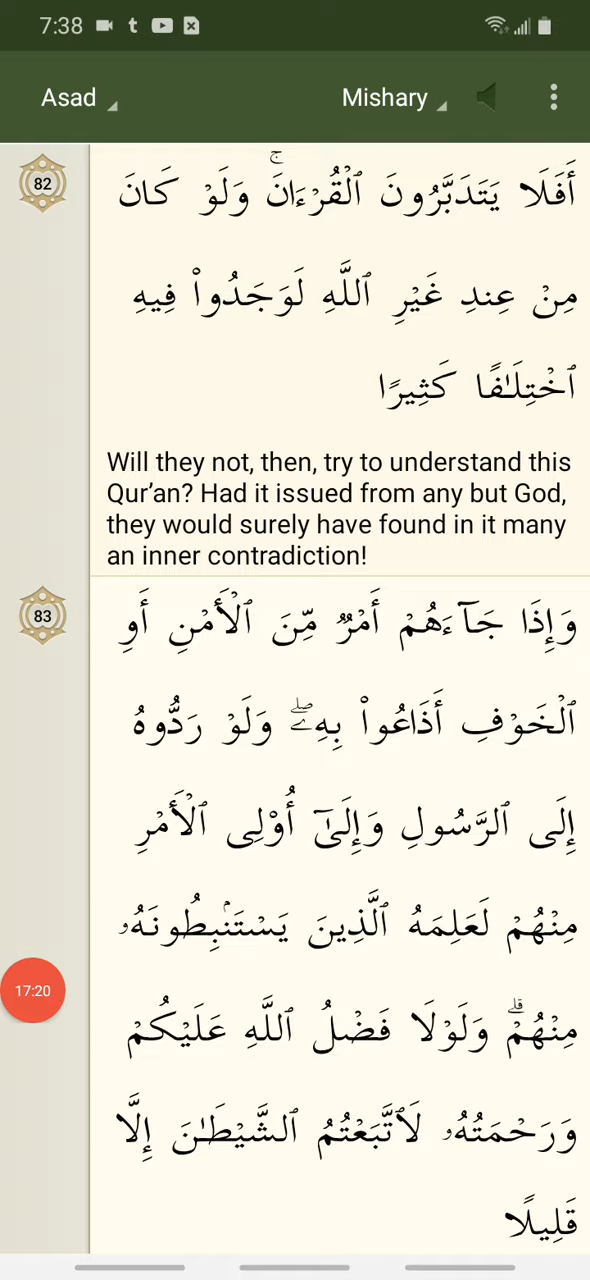 7:38
Asad
Mishary
82
أَفَلَا يَتَدَبَّرُونَ ٱلْقُرْءَانَۚ وَلَوْ كَانَ
مِنْ عِندِ غَيْرِ ٱللَّهِ لَوَجَدُوا۟ فِيهِ
ٱخْتِلَـٰفًا كَثِيرًا
Will they not, then, try to understand this
Qur’an? Had it issued from any but God,
they would surely have found in it many
an inner contradiction!
83
وَإِذَا جَآءَهُمْ أَمْرٌ مِّنَ ٱلْأَمْنِ أَوِ
ٱلْخَوْفِ أَذَاعُوا۟ بِهِۦۖ وَلَوْ رَدُّوهُ
إِلَى ٱلرَّسُولِ وَإِلَىٰٓ أُو۟لِى ٱلْأَمْرِ
مِنْهُمْ لَعَلِمَهُ ٱلَّذِينَ يَسْتَنۢبِطُونَهُۥ
17:20
مِنْهُمْۗ وَلَوْلَا فَضْلُ ٱللَّهِ عَلَيْكُمْ
وَرَحْمَتُهُۥ لَٱتَّبَعْتُمُ ٱلشَّيْطَـٰنَ إِلَّا
قَلِيلًا